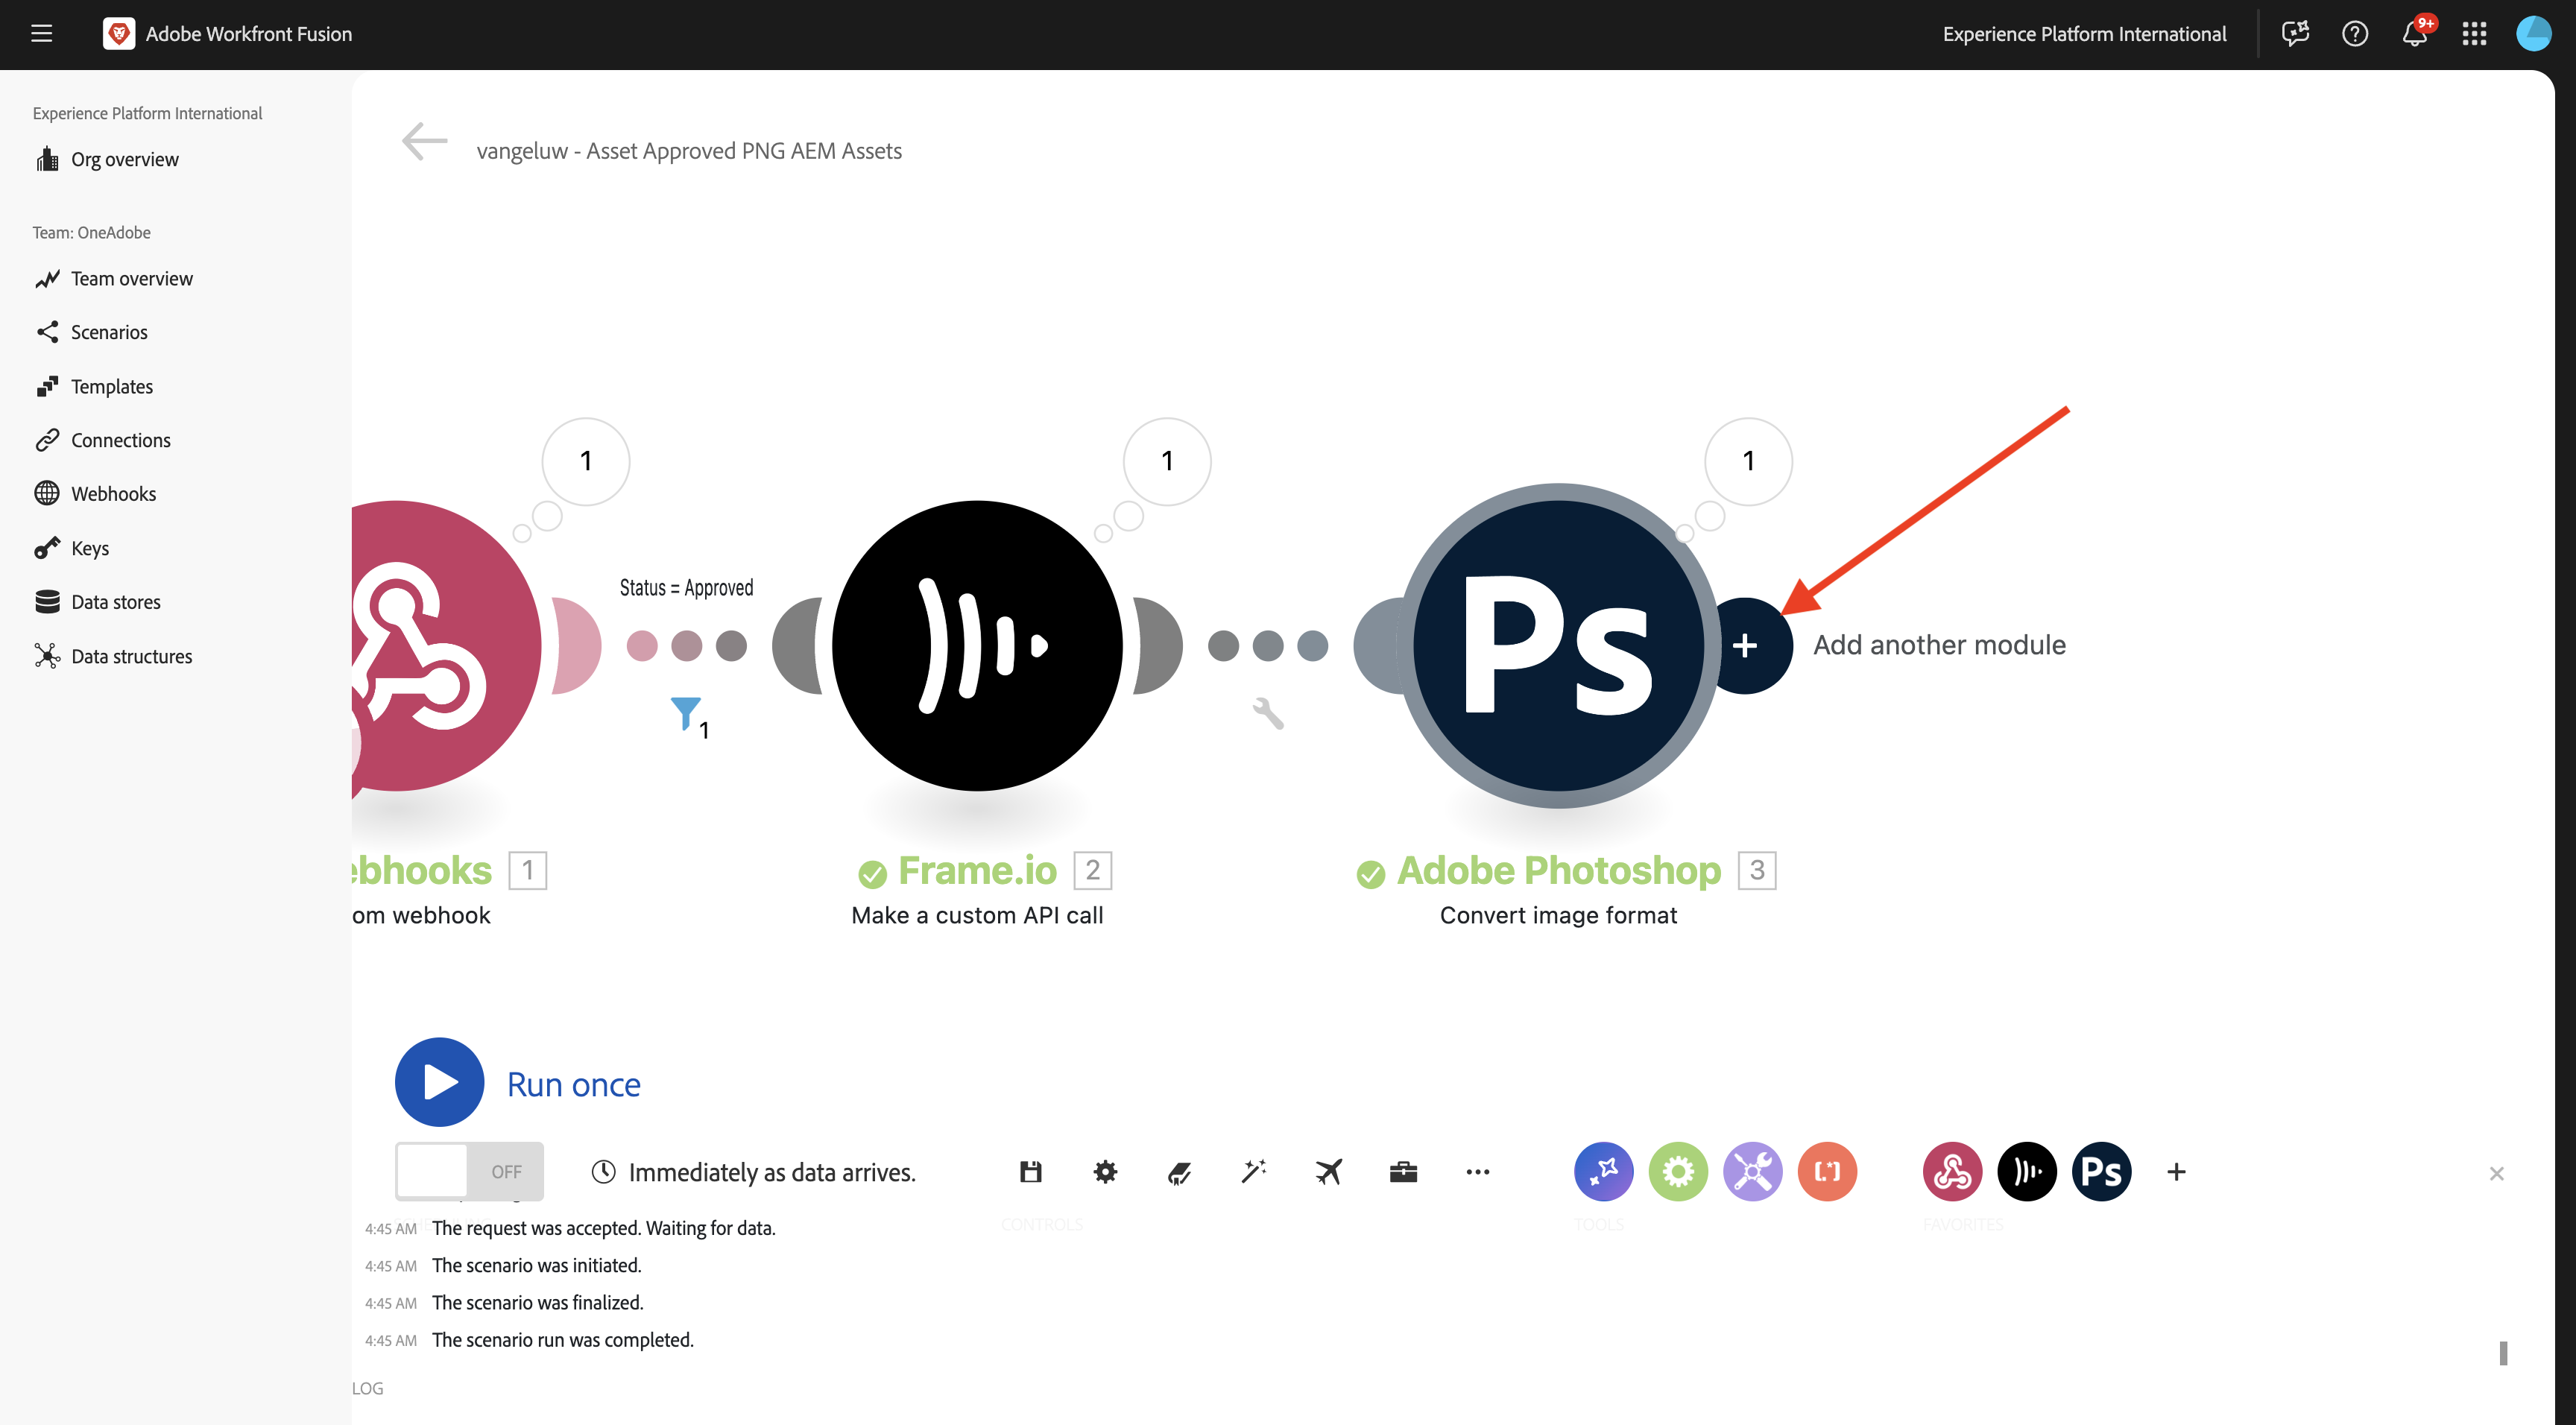 Adobe Workfront Fusion
Experience Platform International
9+
Experience Platform International
Org overview
Team: OneAdobe
Team overview
Scenarios
Templates
Connections
Webhooks
Keys
Data stores
Data structures
vangeluw - Asset Approved PNG AEM Assets
1
1
1
Status = Approved
1
Ps
+
Add another module
ebhooks 1
om webhook
Frame.io 2
Make a custom API call
Adobe Photoshop 3
Convert image format
Run once
OFF
Immediately as data arrives.
Ps
CONTROLS
TOOLS
FAVORITES
4:45 AM The request was accepted. Waiting for data.
4:45 AM The scenario was initiated.
4:45 AM The scenario was finalized.
4:45 AM The scenario run was completed.
LOG